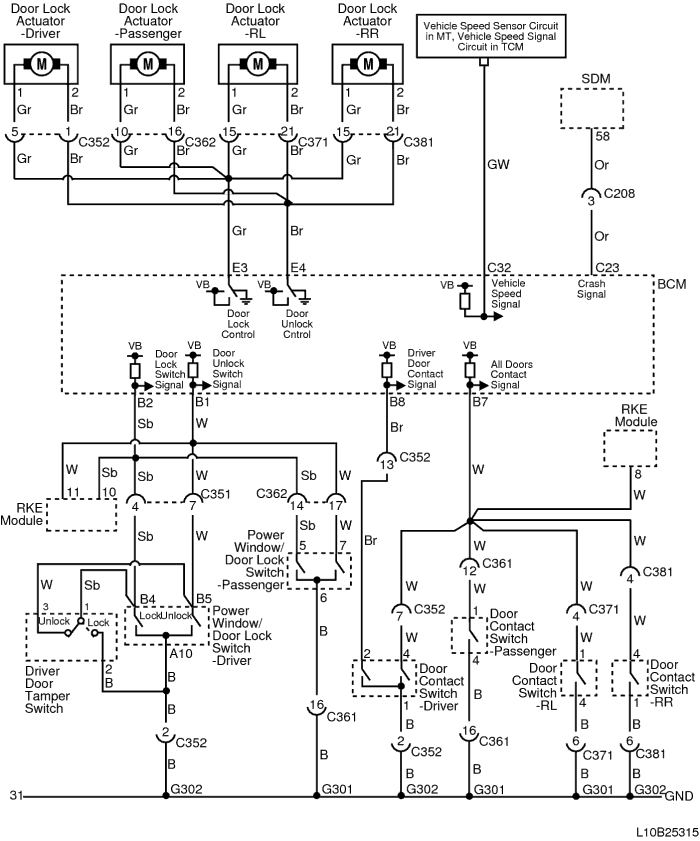 Door Lock
Actuator
-Driver
Door Lock
Actuator
-Passenger
Door Lock
Actuator
-RL
Door Lock
Actuator
-RR
Vehicle Speed Sensor Circuit
in MT, Vehicle Speed Signal
Circuit in TCM
M
M
M
M
SDM
1 2 1 2 1 2 1 2
Gr Br Gr Br Gr Br Gr Br
58
5 1 C352 10 16 C362 15 21 C371 15 21 C381
Gr Br Gr Br Gr Br Gr Br
GW
Or
3 C208
Gr Br
Or
E3 E4 C32 C23
BCM
VB VB VB
Door
Lock
Control
Door
Unlock
Cntrol
Vehicle
Speed
Signal
Crash
Signal
VB Door
Lock
Switch
Signal
VB Door
Unlock
Switch
Signal
VB Driver
Door
Contact
Signal
VB All Doors
Contact
Signal
B2 B1 B8 B7
Sb W Br
RKE
Module
C352
13
8
W
W
W Sb Sb W Sb W
11 10
RKE
Module
C351
4 7
C362
14 17
Sb W
Sb W
5 7
Power
Window/
Door Lock
Switch
-Passenger
6
Br
W
C361
12
W
W
W
C381
4
W Sb
3 1
Unlock Lock
B4 B5
Lock Unlock
Power
Window/
Door Lock
Switch
-Driver
A10
2
B B
Driver
Door
Tamper
Switch
B
W
C352
7
W
C371
4
W
W
W
1
Door
Contact
Switch
-Passenger
4
2 4
Door
Contact
Switch
-Driver
1
1
Door
Contact
Switch
-RL
4
4
Door
Contact
Switch
-RR
1
B
2 C352
B
16 C361
B
B
2 C352
B
B
16 C361
B
B
6 C371
B
B
6 C381
B
31 G302 G301 G302 G301 G301 G302 GND
L10B25315